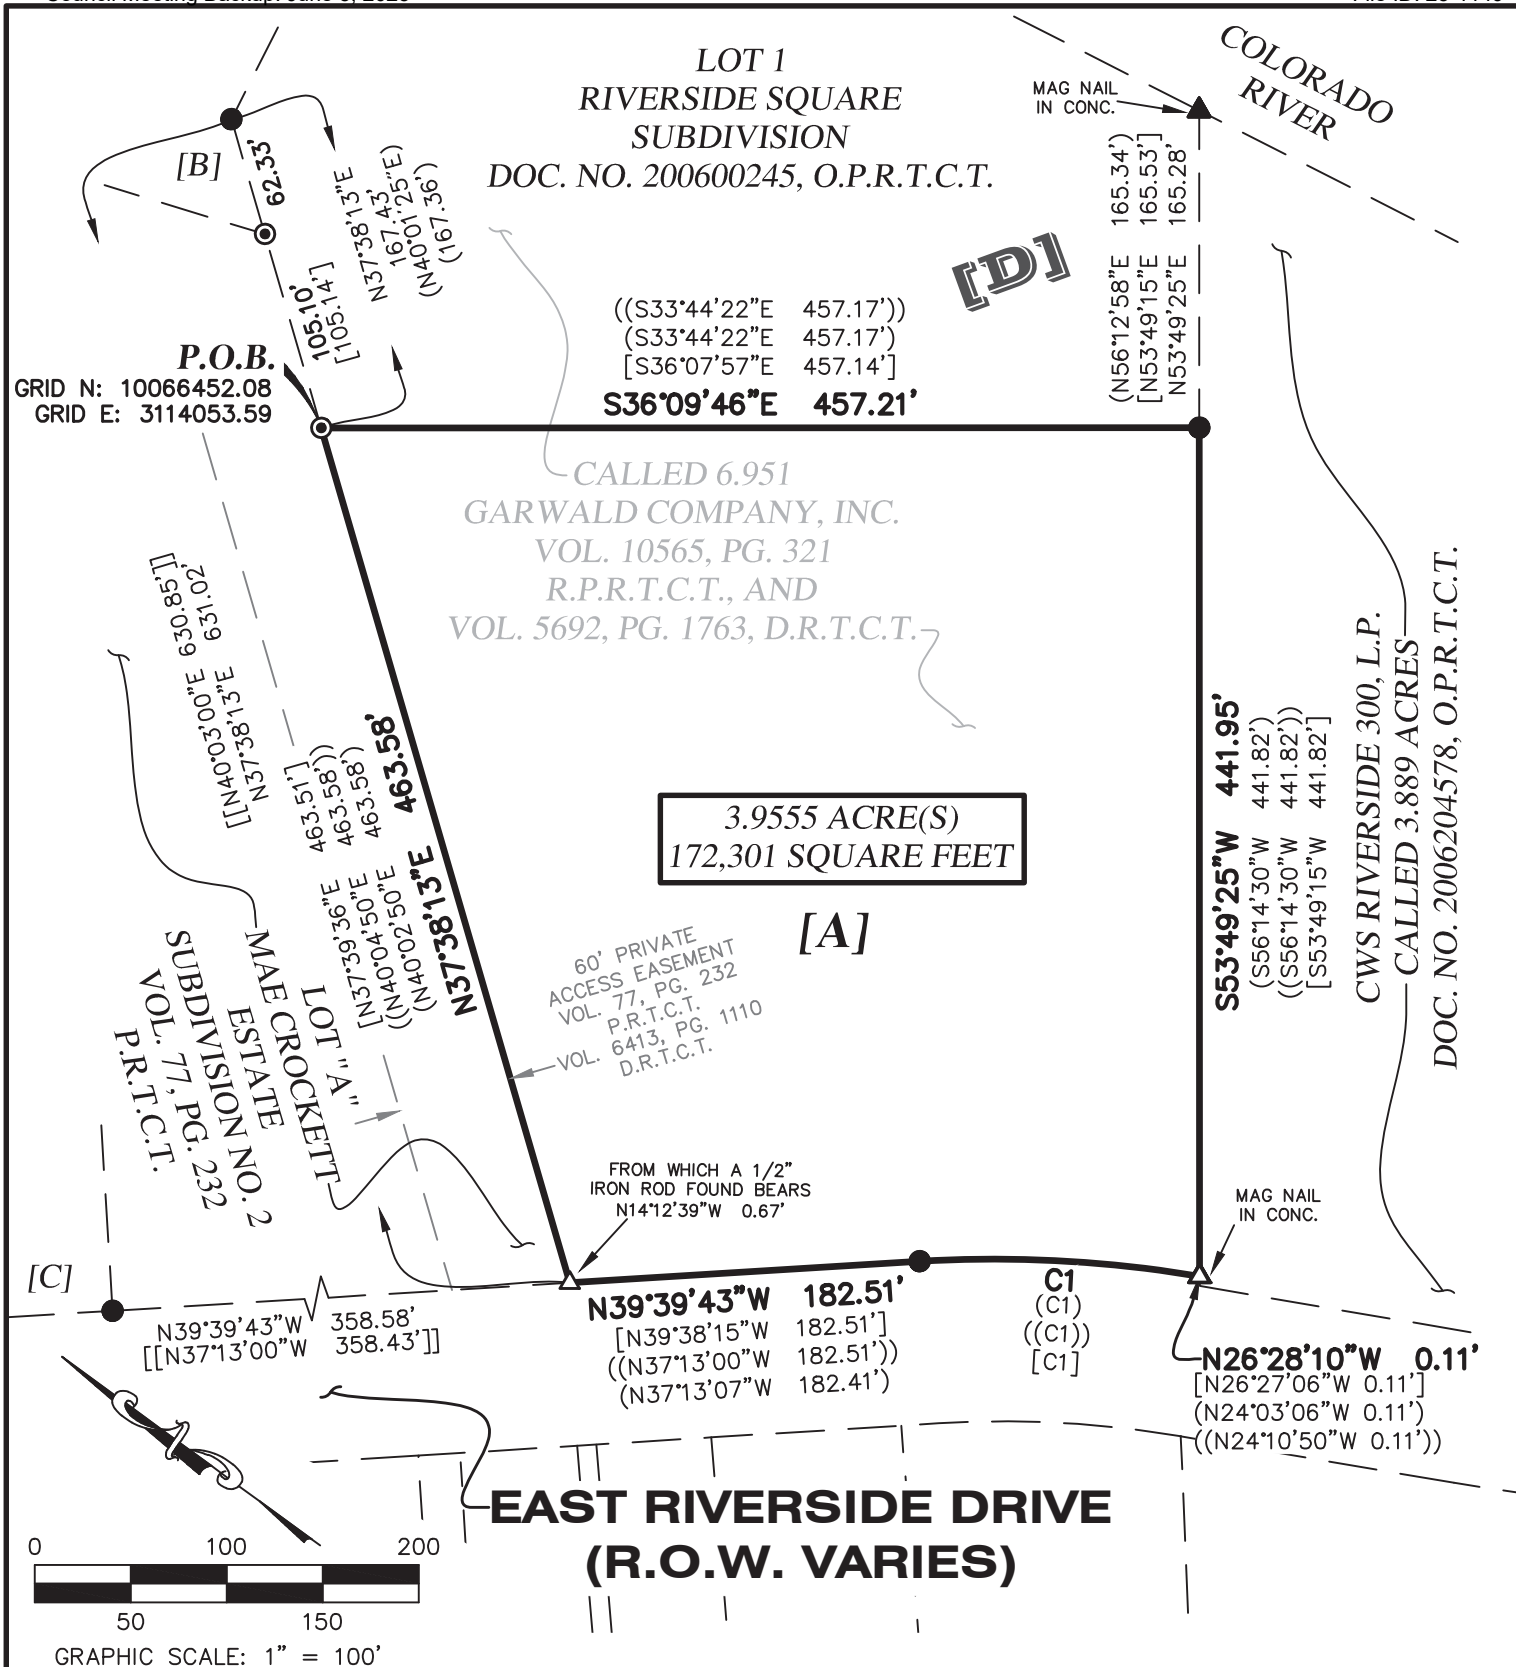 LOT 1
RIVERSIDE SQUARE
SUBDIVISION
DOC. NO. 200600245, O.P.R.T.C.T.
COLORADO
RIVER
MAG NAIL
IN CONC.
[B]
62.33'
N37°38'13"E
167.43'
(N40°01'25"E)
(167.36')
105.10'
[105.14']
[D]
(N56°12'58"E 165.34')
[N53°49'15"E 165.53']
N53°49'25"E 165.28'
((S33°44'22"E 457.17'))
(S33°44'22"E 457.17')
[S36°07'57"E 457.14']
S36°09'46"E 457.21'
P.O.B.
GRID N: 10066452.08
GRID E: 3114053.59
CALLED 6.951
GARWALD COMPANY, INC.
VOL. 10565, PG. 321
R.P.R.T.C.T., AND
VOL. 5692, PG. 1763, D.R.T.C.T.
[[N40°03'00"E 630.85']]
N37°38'13"E 631.02'
[N37°39'36"E 463.51']
((N40°04'50"E 463.58'))
(N40°02'50"E 463.58')
N37°38'13"E 463.58'
3.9555 ACRE(S)
172,301 SQUARE FEET
[A]
S53°49'25"W 441.95'
(S56°14'30"W 441.82')
((S56°14'30"W 441.82'))
[S53°49'15"W 441.82']
CWS RIVERSIDE 300, L.P.
CALLED 3.889 ACRES
DOC. NO. 2006204578, O.P.R.T.C.T.
60' PRIVATE
ACCESS EASEMENT
VOL. 77, PG. 232
P.R.T.C.T.
VOL. 6413, PG. 1110
D.R.T.C.T.
LOT "A"
MAE CROCKETT
ESTATE
SUBDIVISION NO. 2
VOL. 77, PG. 232
P.R.T.C.T.
FROM WHICH A 1/2"
IRON ROD FOUND BEARS
N14°12'39"W 0.67'
MAG NAIL
IN CONC.
[C]
N39°39'43"W 358.58'
[[N37°13'00"W 358.43']]
N39°39'43"W 182.51'
[N39°38'15"W 182.51']
((N37°13'00"W 182.51'))
(N37°13'07"W 182.41')
C1
(C1)
((C1))
[C1]
N26°28'10"W 0.11'
[N26°27'06"W 0.11']
(N24°03'06"W 0.11')
((N24°10'50"W 0.11'))
EAST RIVERSIDE DRIVE
(R.O.W. VARIES)
0 100 200
50 150
GRAPHIC SCALE: 1" = 100'